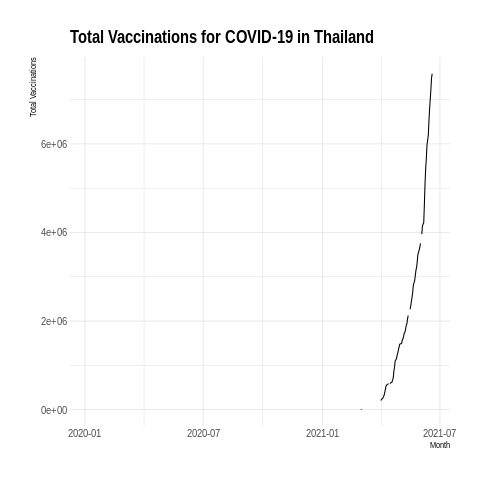 Total Vaccinations for COVID-19 in Thailand
Total Vaccinations
6e+06
4e+06
2e+06
0e+00
2020-01 2020-07 2021-01 2021-07
Month